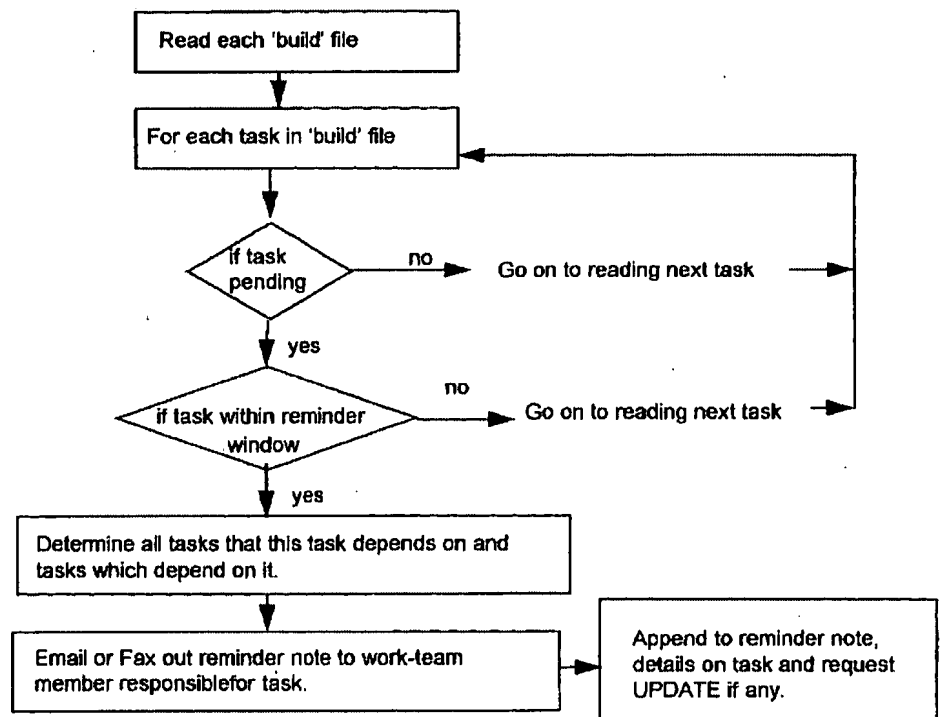 Read each 'build' file
For each task in 'build' file
if task
pending
no
Go on to reading next task
yes
if task within reminder
window
no
Go on to reading next task
yes
Determine all tasks that this task depends on and
tasks which depend on it.
Email or Fax out reminder note to work-team
member responsiblefor task.
Append to reminder note,
details on task and request
UPDATE if any.